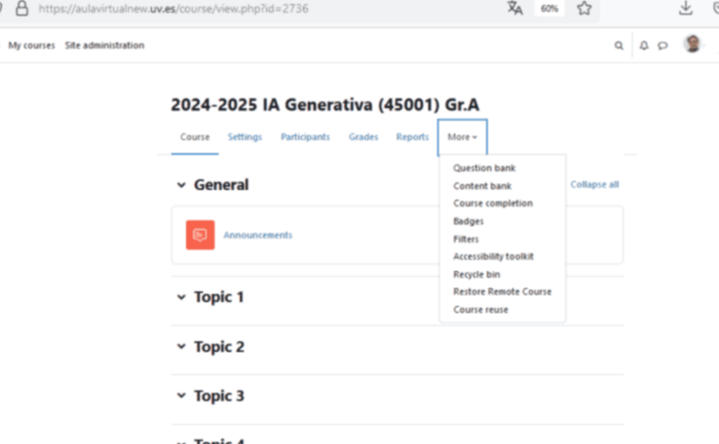 https://aulavirtualnew.uv.es/course/view.php?id=2736
60%
My courses Site administration
2024-2025 IA Generativa (45001) Gr.A
Course Settings Participants Grades Reports More
Question bank
General
Collapse all
Content bank
Course completion
Badges
Announcements
Filters
Accessibility toolkit
Recycle bin
Restore Remote Course
Topic 1
Course reuse
Topic 2
Topic 3
Topic 4